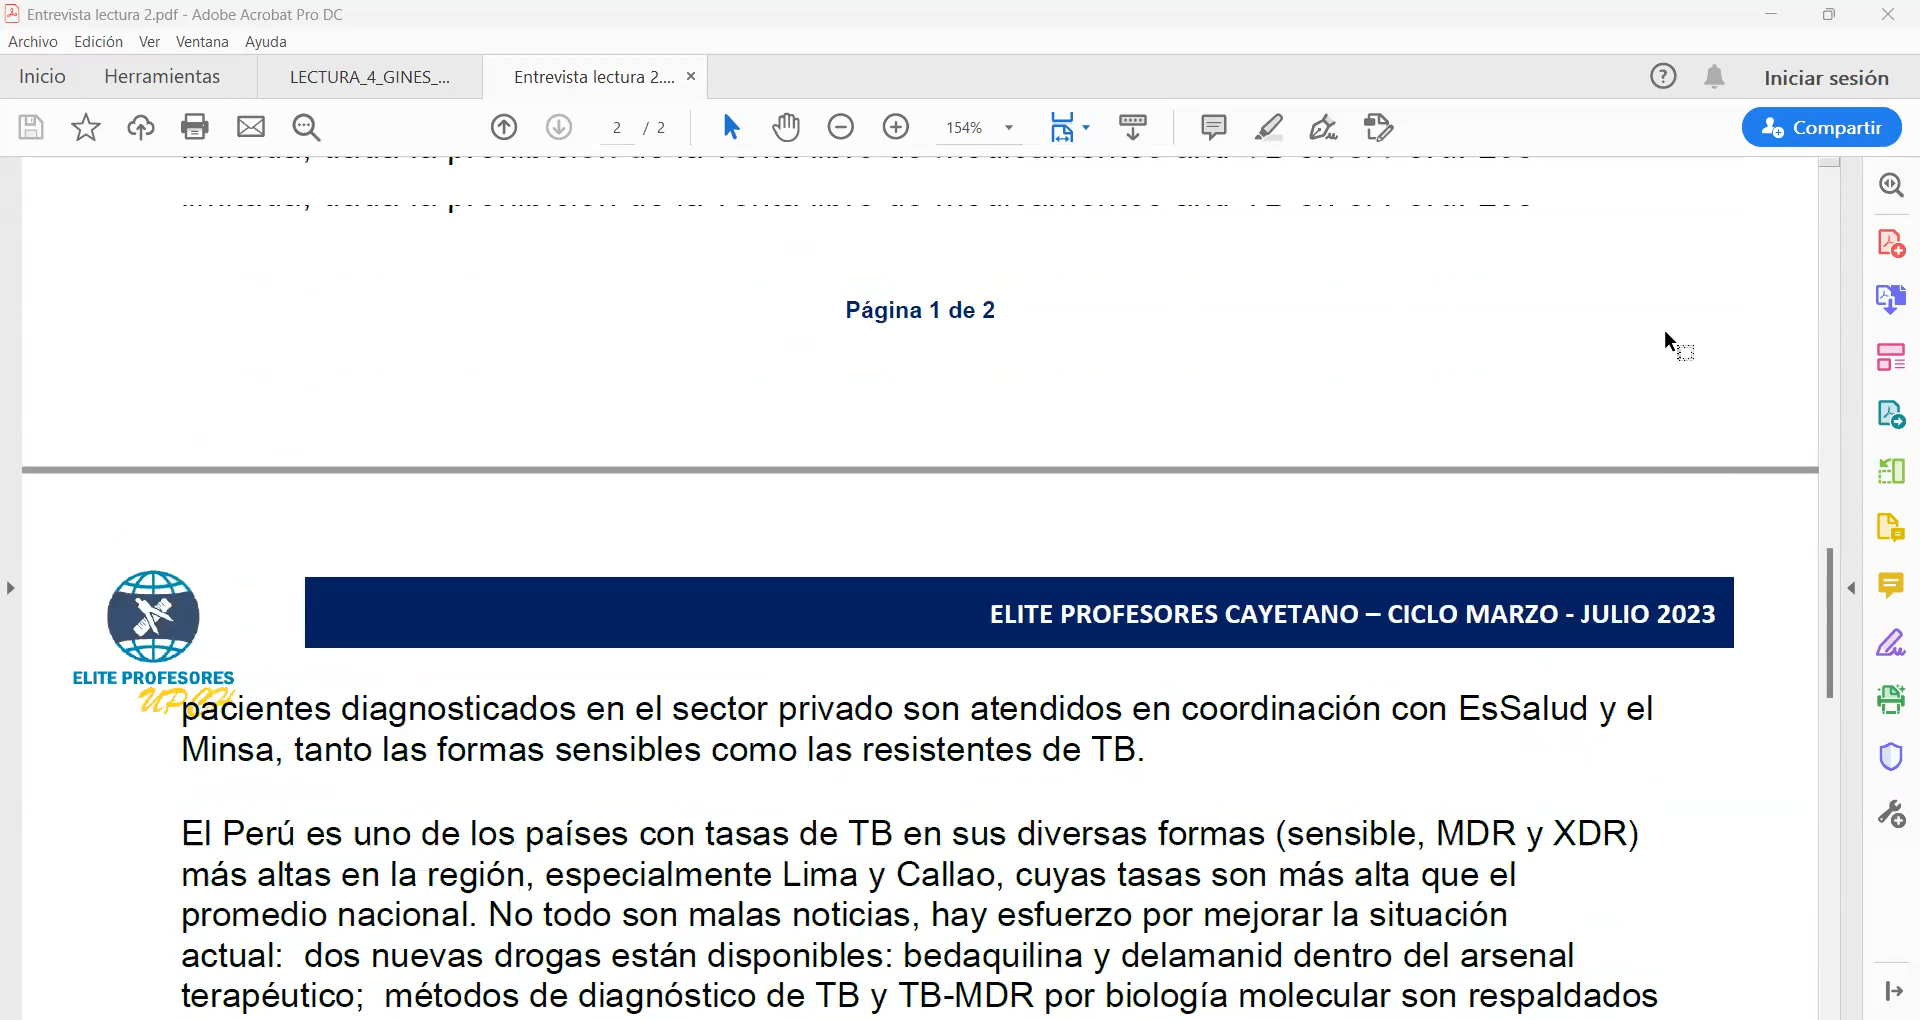 Entrevista lectura 2.pdf - Adobe Acrobat Pro DC
Archivo Edición Ver Ventana Ayuda
Inicio Herramientas LECTURA_4_GINES_... Entrevista lectura 2.... × Iniciar sesión
2 / 2 154% Compartir
Página 1 de 2
ELITE PROFESORES CAYETANO – CICLO MARZO - JULIO 2023
ELITE PROFESORES
UPCH
pacientes diagnosticados en el sector privado son atendidos en coordinación con EsSalud y el
Minsa, tanto las formas sensibles como las resistentes de TB.
El Perú es uno de los países con tasas de TB en sus diversas formas (sensible, MDR y XDR)
más altas en la región, especialmente Lima y Callao, cuyas tasas son más alta que el
promedio nacional. No todo son malas noticias, hay esfuerzo por mejorar la situación
actual: dos nuevas drogas están disponibles: bedaquilina y delamanid dentro del arsenal
terapéutico; métodos de diagnóstico de TB y TB-MDR por biología molecular son respaldados